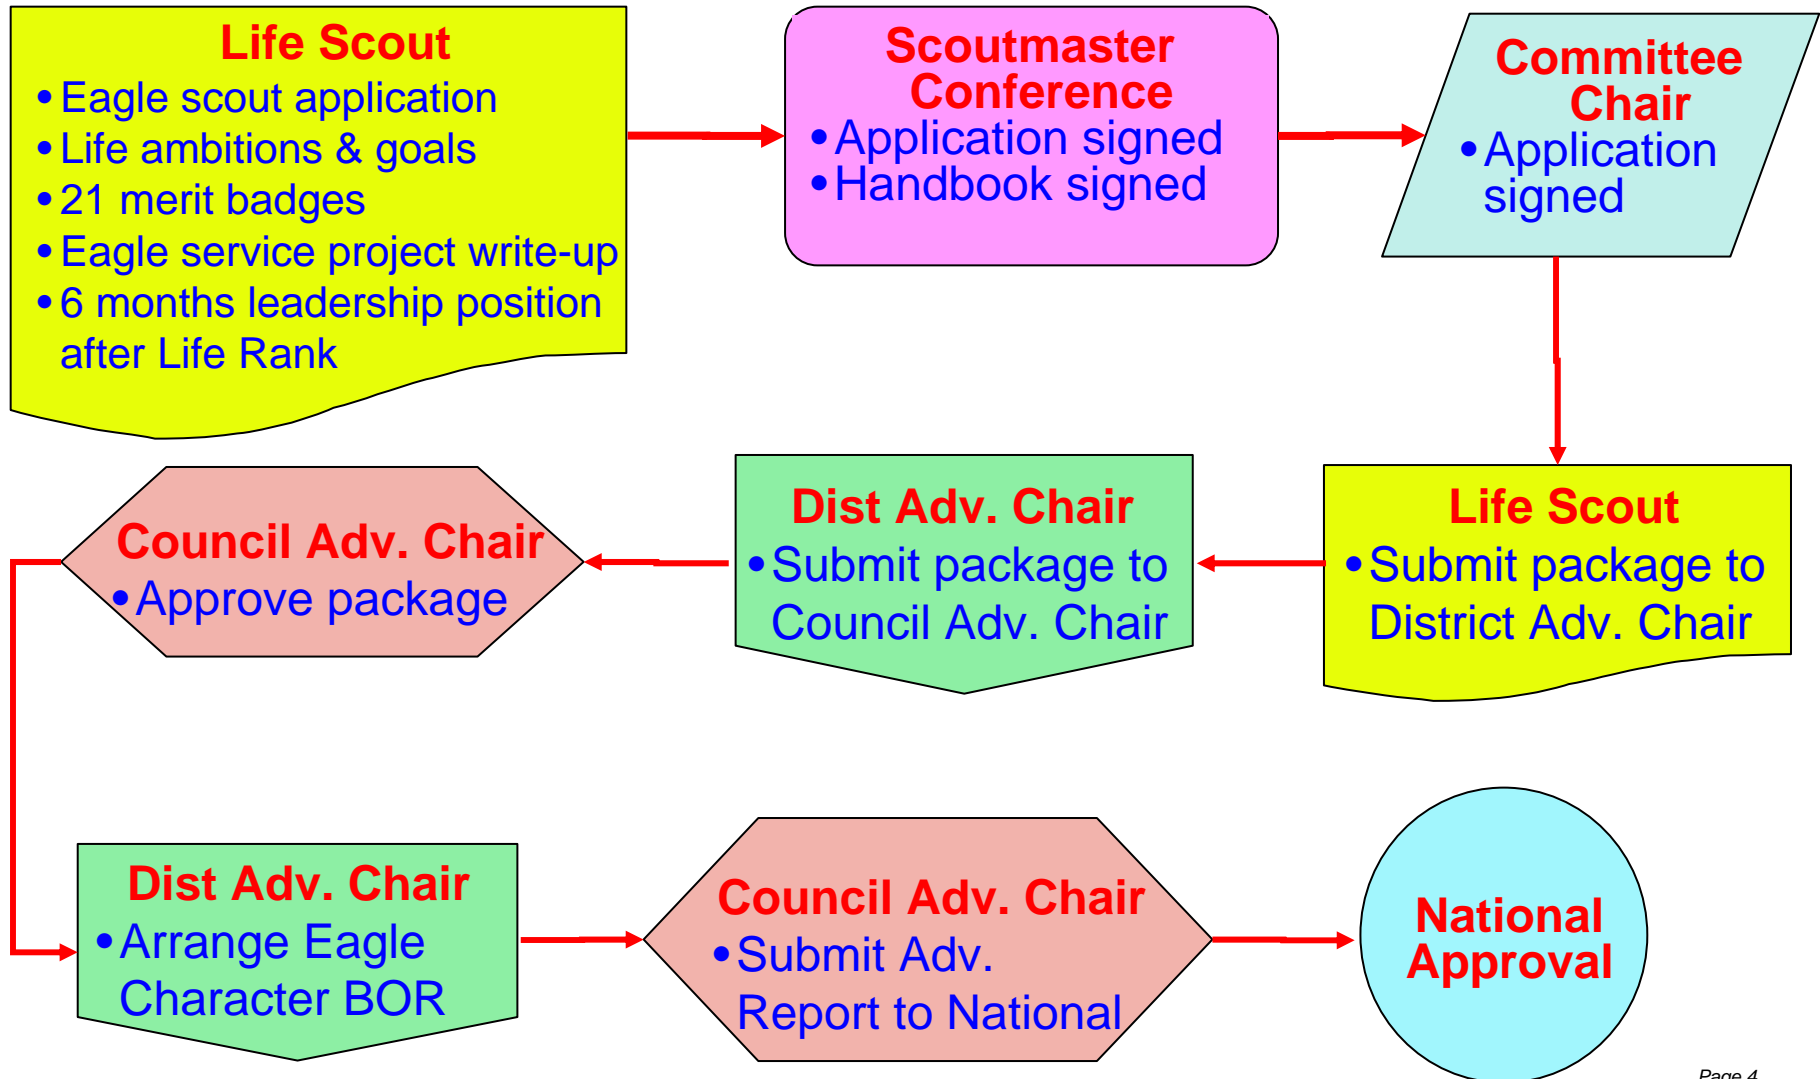 Life Scout
• Eagle scout application
• Life ambitions & goals
• 21 merit badges
• Eagle service project write-up
• 6 months leadership position
after Life Rank
Scoutmaster
Conference
• Application signed
• Handbook signed
Committee
Chair
• Application
signed
Life Scout
• Submit package to
District Adv. Chair
Dist Adv. Chair
• Submit package to
Council Adv. Chair
Council Adv. Chair
• Approve package
Dist Adv. Chair
• Arrange Eagle
Character BOR
Council Adv. Chair
• Submit Adv.
Report to National
National
Approval
Page 4